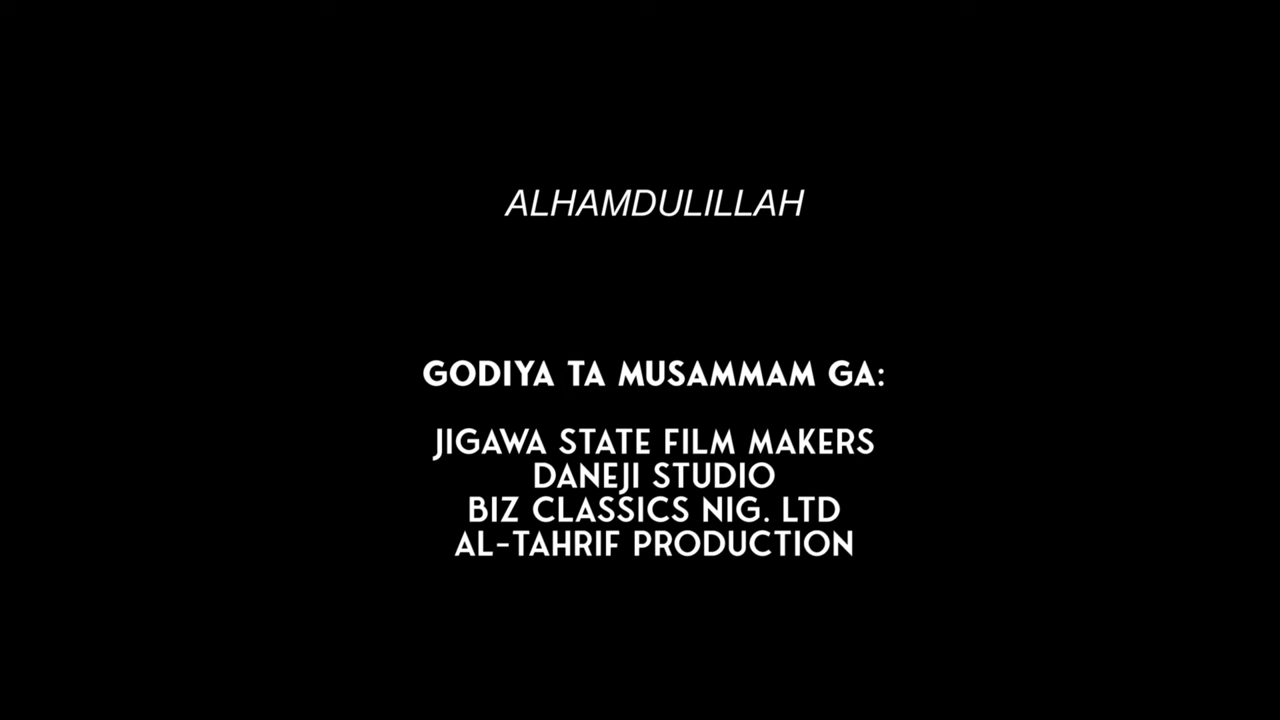 ALHAMDULILLAH
GODIYA TA MUSAMMAM GA:
JIGAWA STATE FILM MAKERS
DANEJI STUDIO
BIZ CLASSICS NIG. LTD
AL-TAHRIF PRODUCTION